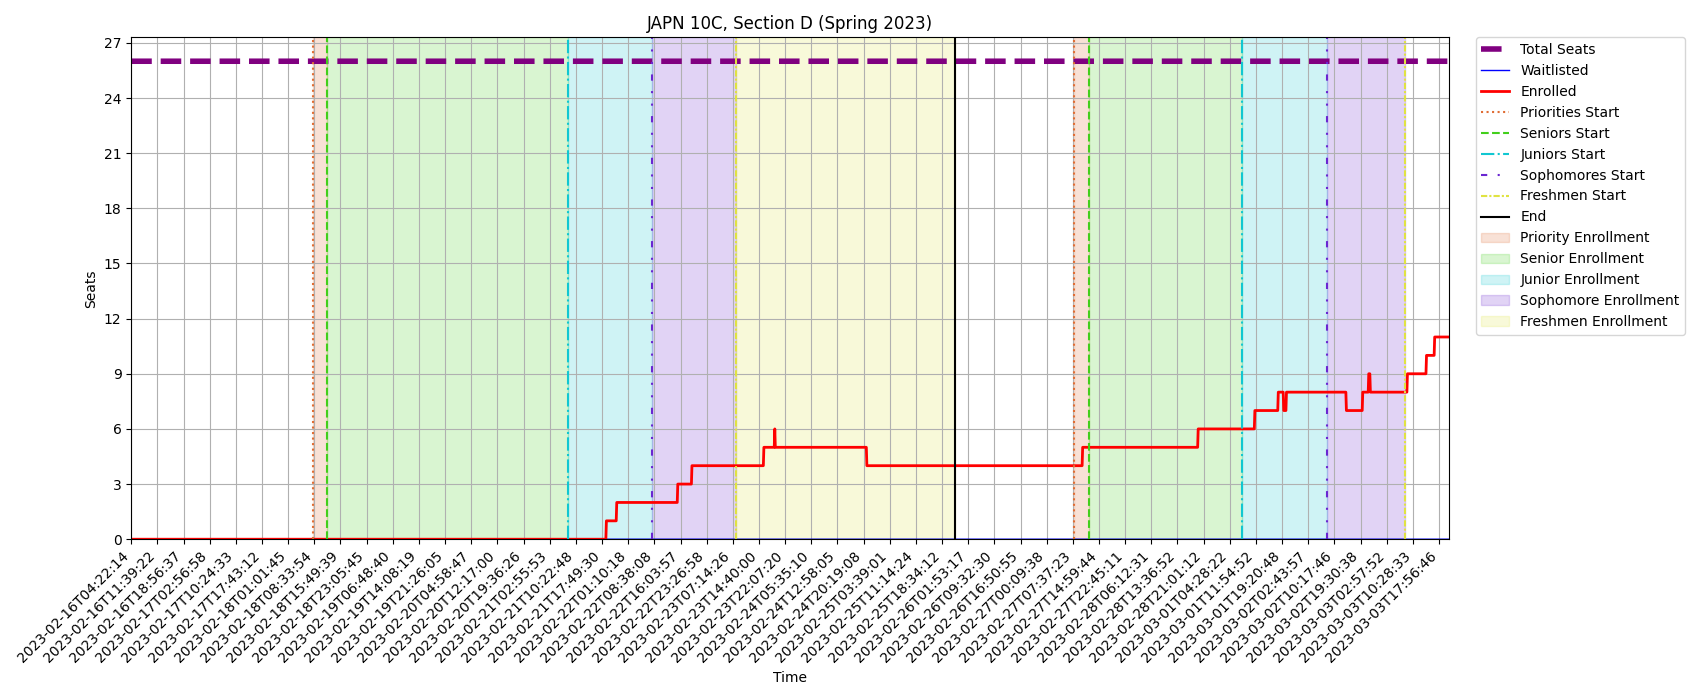 JAPN 10C, Section D (Spring 2023)
Seats
27
24
21
18
15
12
9
6
3
0
2023-02-16T04:22:14
2023-02-16T11:39:22
2023-02-16T18:56:37
2023-02-17T02:56:58
2023-02-17T10:24:33
2023-02-17T17:43:12
2023-02-18T01:01:45
2023-02-18T08:33:54
2023-02-18T15:49:39
2023-02-18T23:05:45
2023-02-19T06:48:40
2023-02-19T14:08:19
2023-02-19T21:26:05
2023-02-20T04:58:47
2023-02-20T12:17:00
2023-02-20T19:36:26
2023-02-21T02:55:53
2023-02-21T10:22:48
2023-02-21T17:49:30
2023-02-22T01:10:18
2023-02-22T08:38:08
2023-02-22T16:03:57
2023-02-22T23:26:58
2023-02-23T07:14:26
2023-02-23T14:40:00
2023-02-23T22:07:20
2023-02-24T05:35:10
2023-02-24T12:58:05
2023-02-24T20:19:08
2023-02-25T03:39:01
2023-02-25T11:14:24
2023-02-25T18:34:12
2023-02-26T01:53:17
2023-02-26T09:32:30
2023-02-26T16:50:55
2023-02-27T00:09:38
2023-02-27T07:37:23
2023-02-27T14:59:44
2023-02-27T22:45:11
2023-02-28T06:12:31
2023-02-28T13:36:52
2023-02-28T21:01:12
2023-03-01T04:28:22
2023-03-01T11:54:52
2023-03-01T19:20:48
2023-03-02T02:43:57
2023-03-02T10:17:46
2023-03-02T19:30:38
2023-03-03T02:57:52
2023-03-03T10:28:33
2023-03-03T17:56:46
Time
Total Seats
Waitlisted
Enrolled
Priorities Start
Seniors Start
Juniors Start
Sophomores Start
Freshmen Start
End
Priority Enrollment
Senior Enrollment
Junior Enrollment
Sophomore Enrollment
Freshmen Enrollment